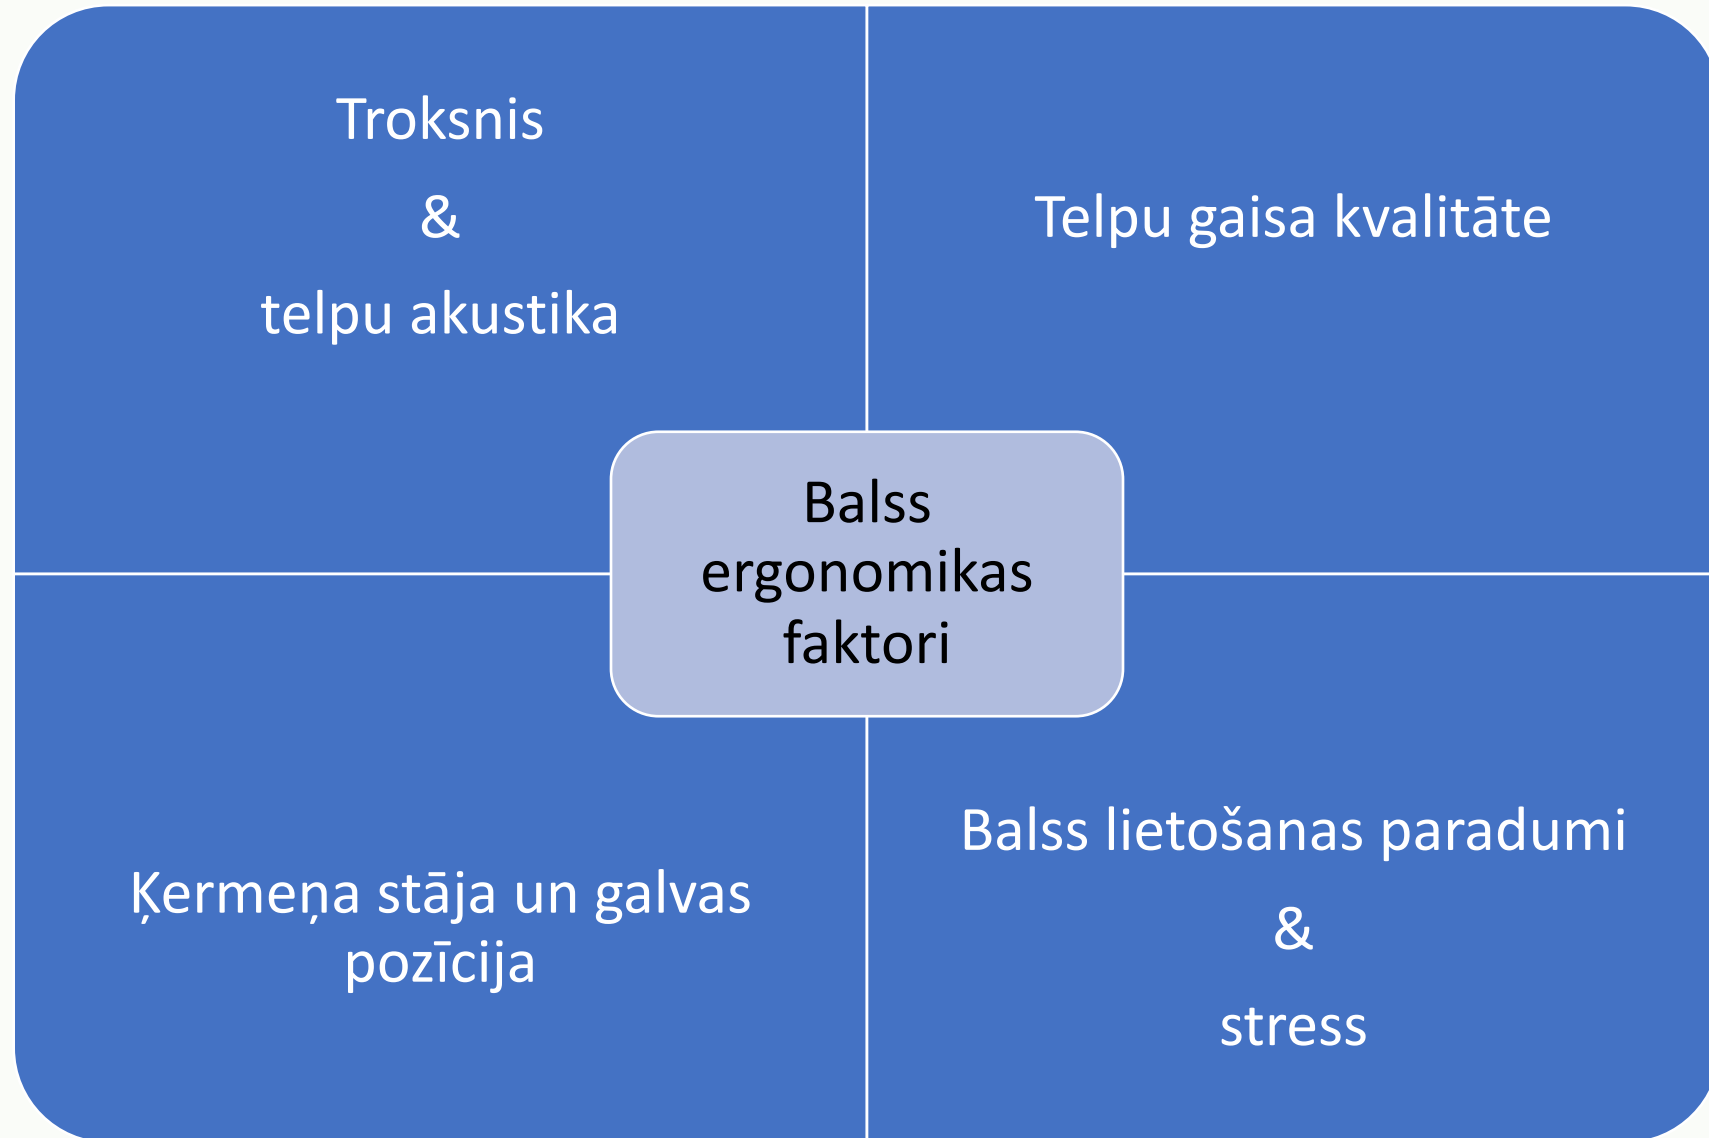 Troksnis
&
telpu akustika
Telpu gaisa kvalitāte
Balss
ergonomikas
faktori
Ķermeņa stāja un galvas
pozīcija
Balss lietošanas paradumi
&
stress